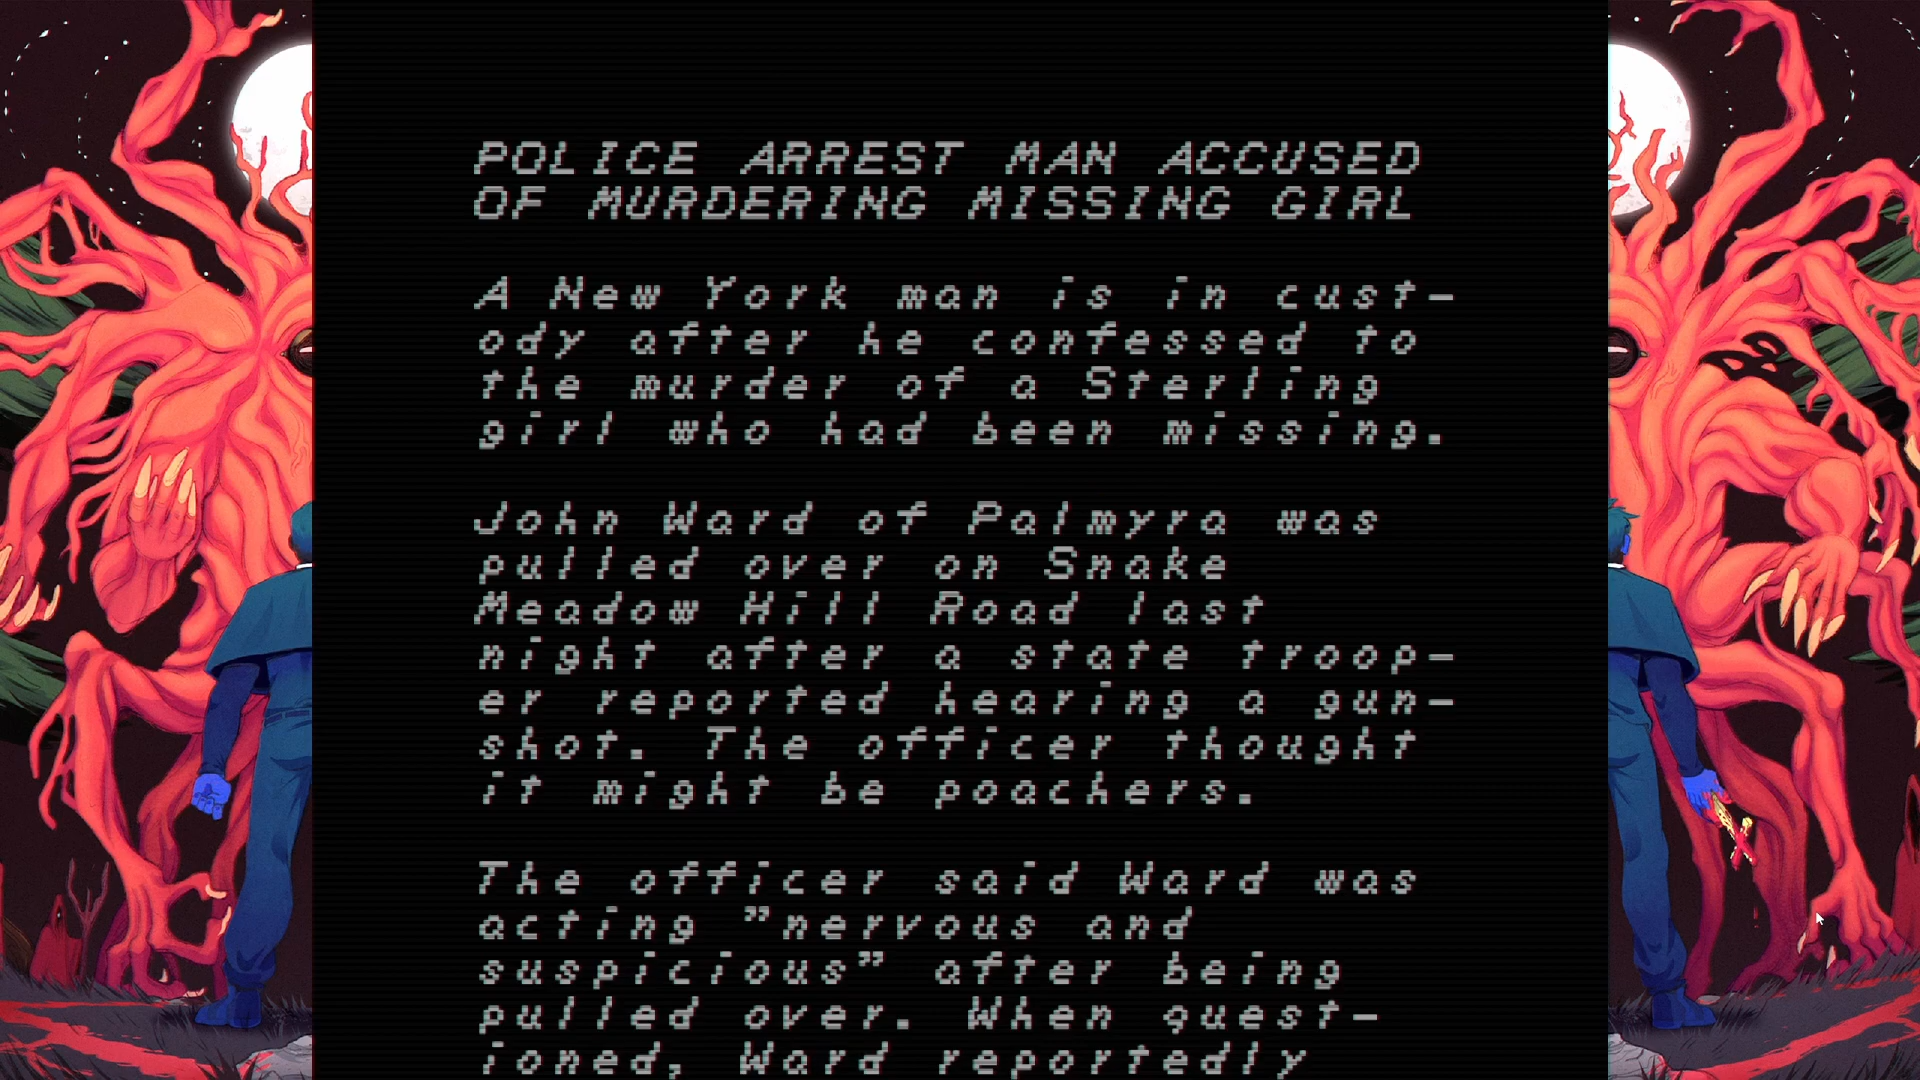 POLICE ARREST MAN ACCUSED
OF MURDERING MISSING GIRL
A New York man is in cust-
ody after he confessed to
the murder of a Sterling
girl who had been missing.
John Ward of Palmyra was
pulled over on Snake
Meadow Hill Road last
night after a state troop-
er reported hearing a gun-
shot. The officer thought
it might be poachers.
The officer said Ward was
acting "nervous and
suspicious" after being
pulled over. When quest-
ioned, Ward reportedly